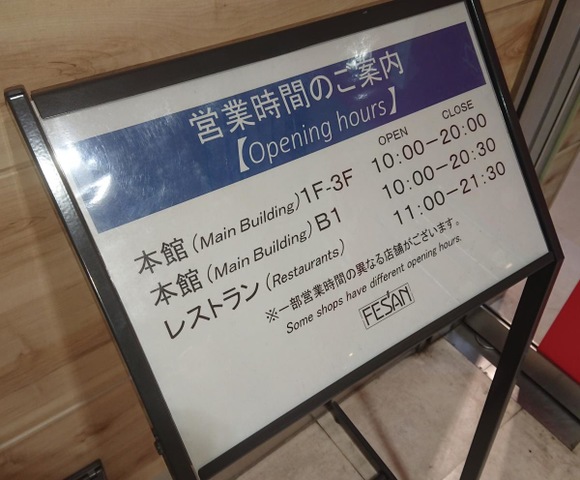 営業時間のご案内
【Opening hours】
OPEN CLOSE
本館 (Main Building) 1F-3F 10:00－20:00
本館 (Main Building) B1 10:00－20:30
レストラン (Restaurants) 11:00－21:30
※一部営業時間の異なる店舗がございます。
Some shops have different opening hours.
FESAN